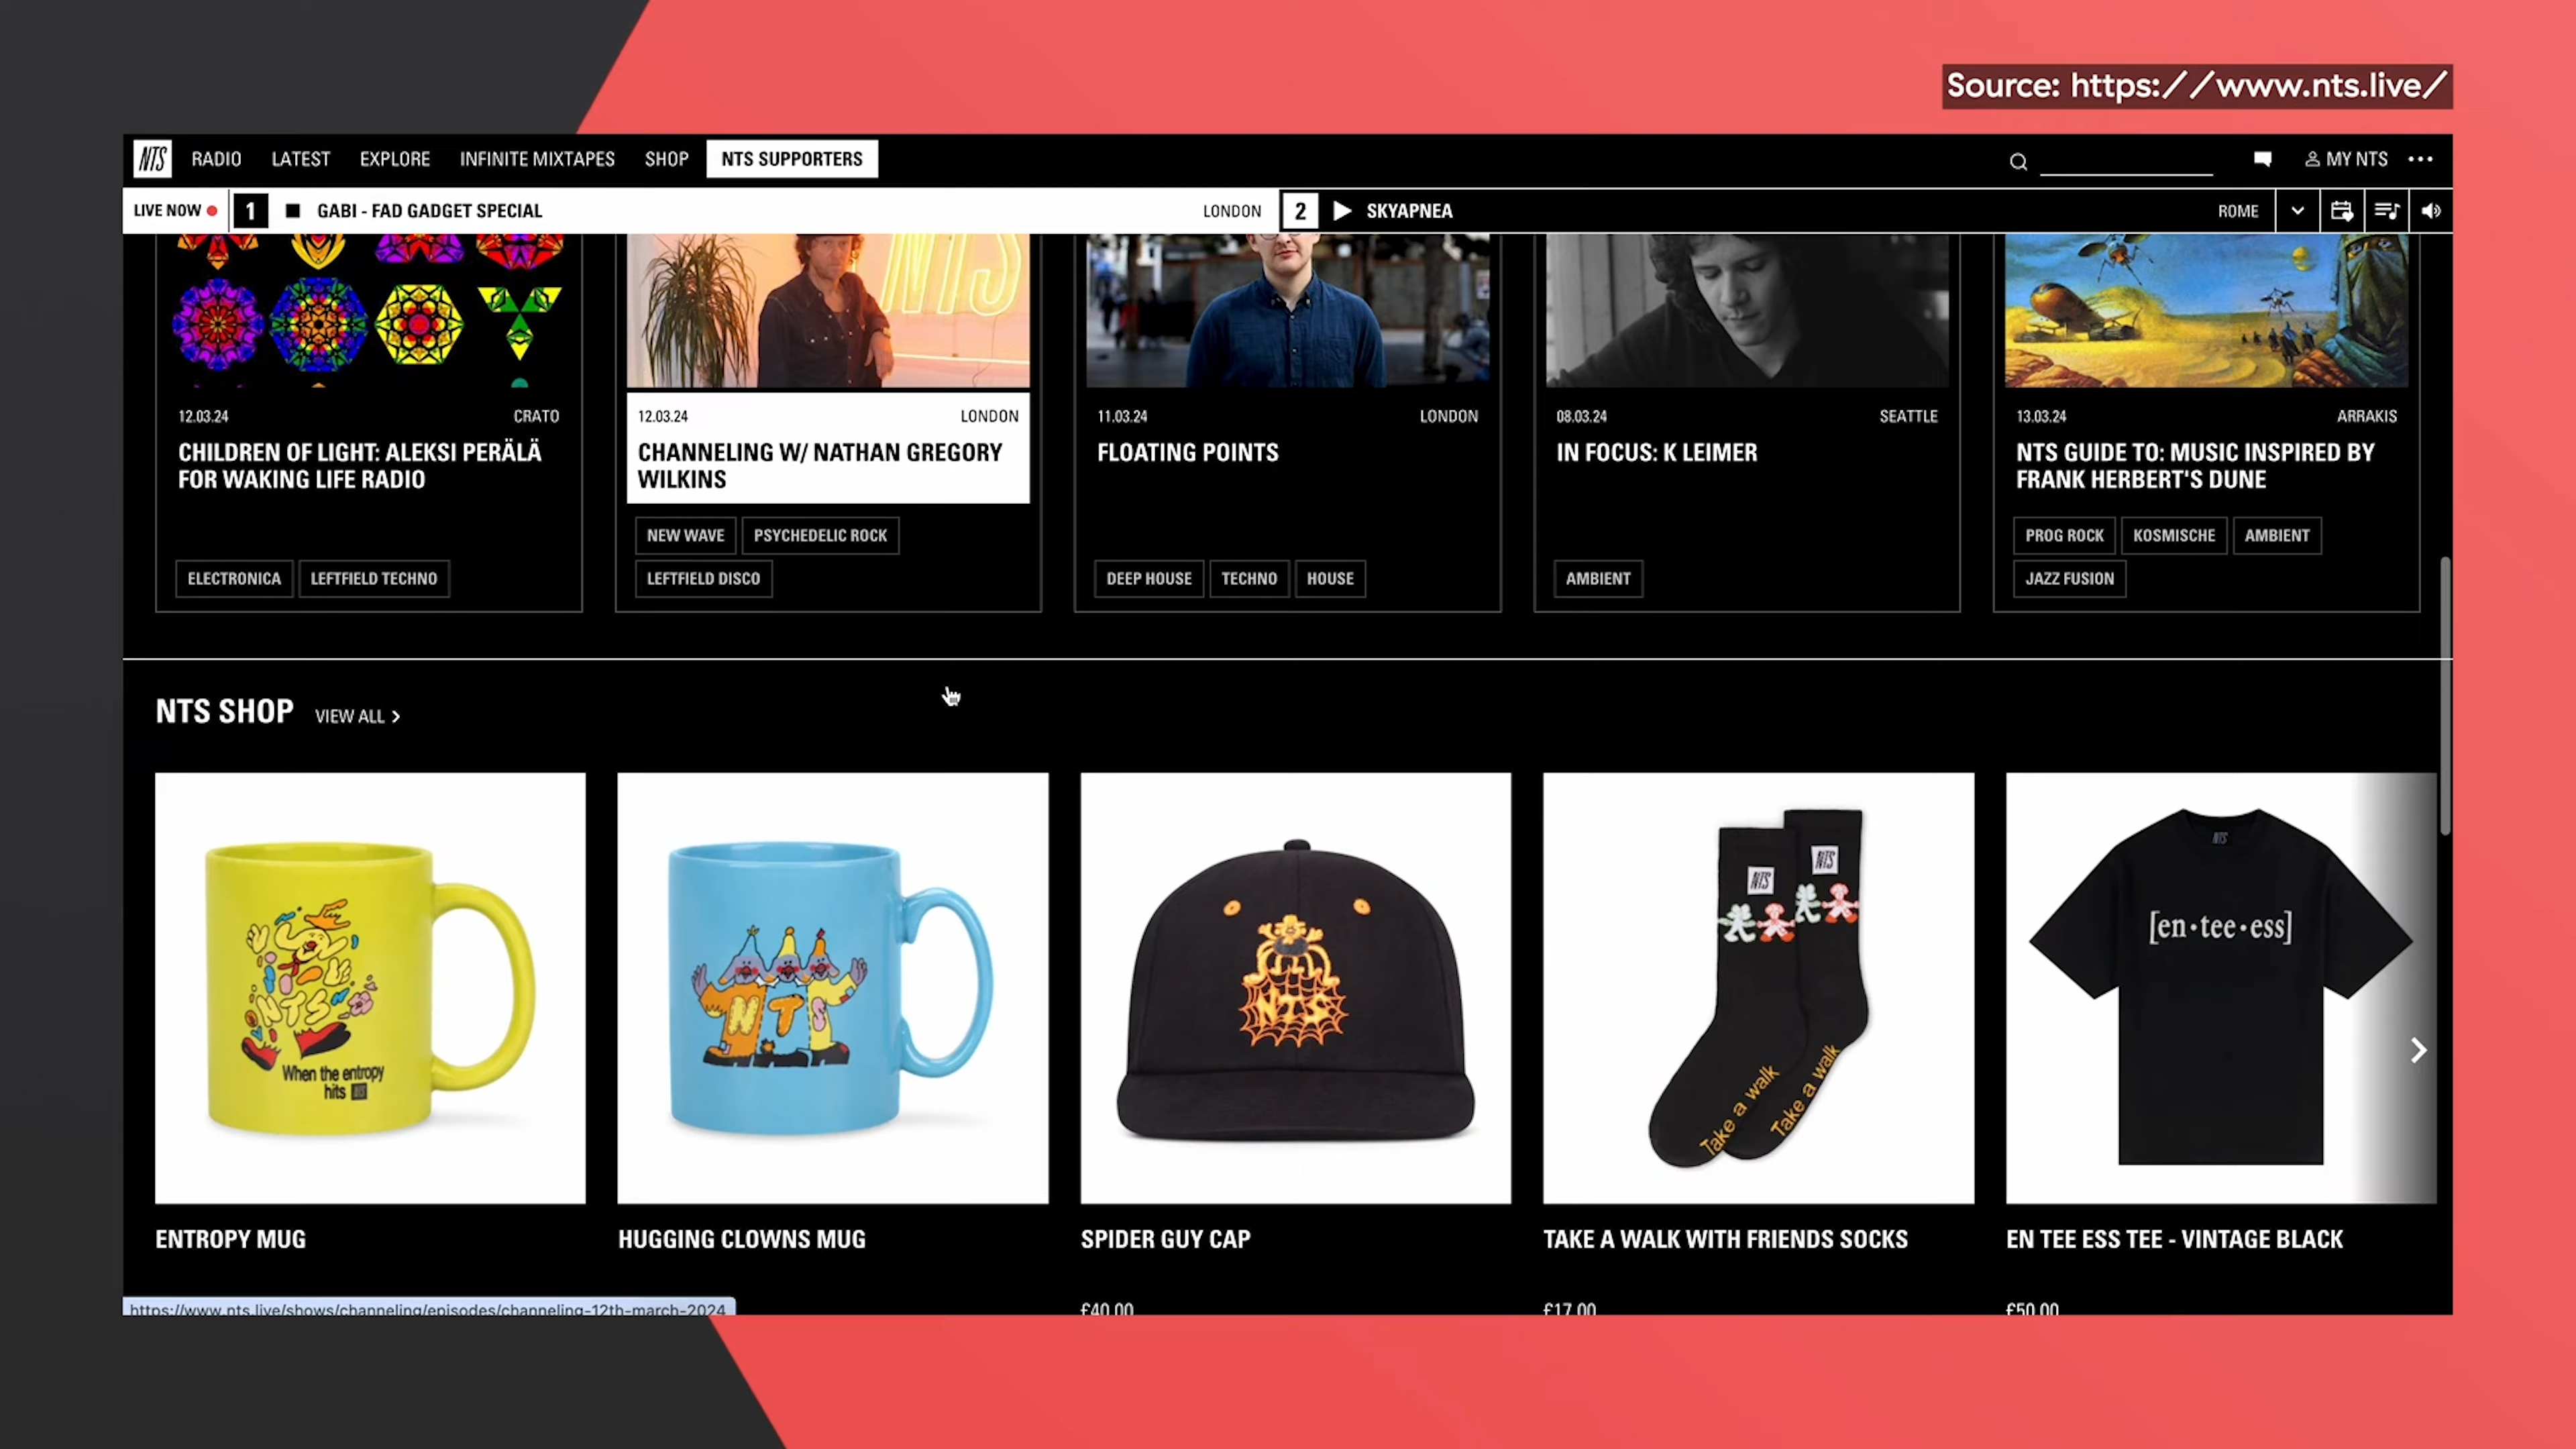 Source: https://www.nts.live/
NTS RADIO LATEST EXPLORE INFINITE MIXTAPES SHOP NTS SUPPORTERS MY NTS
LIVE NOW 1 GABI - FAD GADGET SPECIAL LONDON 2 SKYAPNEA ROME
NTS
12.03.24 CRATO
CHILDREN OF LIGHT: ALEKSI PERÄLÄ
FOR WAKING LIFE RADIO
ELECTRONICA LEFTFIELD TECHNO
12.03.24 LONDON
CHANNELING W/ NATHAN GREGORY
WILKINS
NEW WAVE PSYCHEDELIC ROCK
LEFTFIELD DISCO
11.03.24 LONDON
FLOATING POINTS
DEEP HOUSE TECHNO HOUSE
08.03.24 SEATTLE
IN FOCUS: K LEIMER
AMBIENT
13.03.24 ARRAKIS
NTS GUIDE TO: MUSIC INSPIRED BY
FRANK HERBERT'S DUNE
PROG ROCK KOSMISCHE AMBIENT
JAZZ FUSION
NTS SHOP VIEW ALL
NTS
When the entropy
hits NTS
ENTROPY MUG
NTS
HUGGING CLOWNS MUG
NTS
SPIDER GUY CAP
£40.00
NTS NTS
Take a walk Take a walk
TAKE A WALK WITH FRIENDS SOCKS
£17.00
NTS
[en•tee•ess]
EN TEE ESS TEE - VINTAGE BLACK
£50.00
https://www.nts.live/shows/channeling/episodes/channeling-12th-march-2024